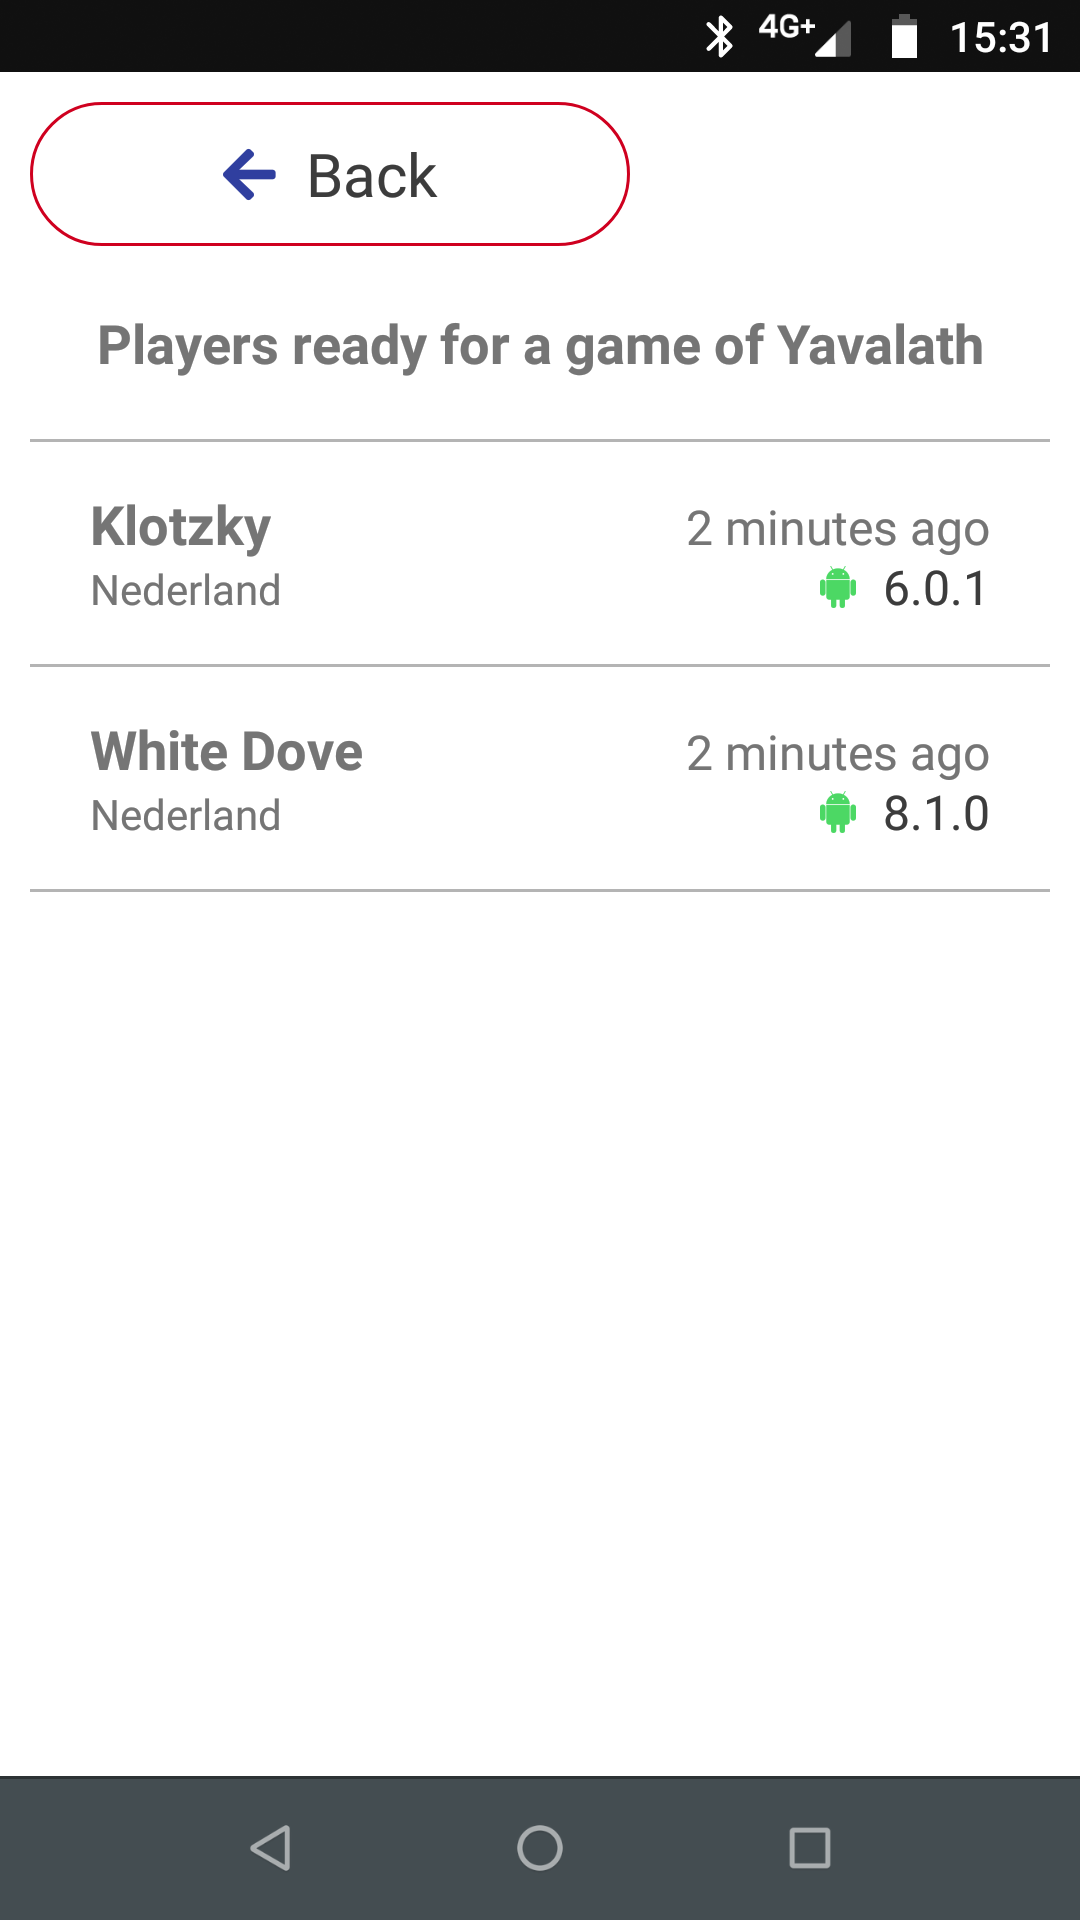 4G+ 15:31
Back
Players ready for a game of Yavalath
Klotzky 2 minutes ago
Nederland 6.0.1
White Dove 2 minutes ago
Nederland 8.1.0